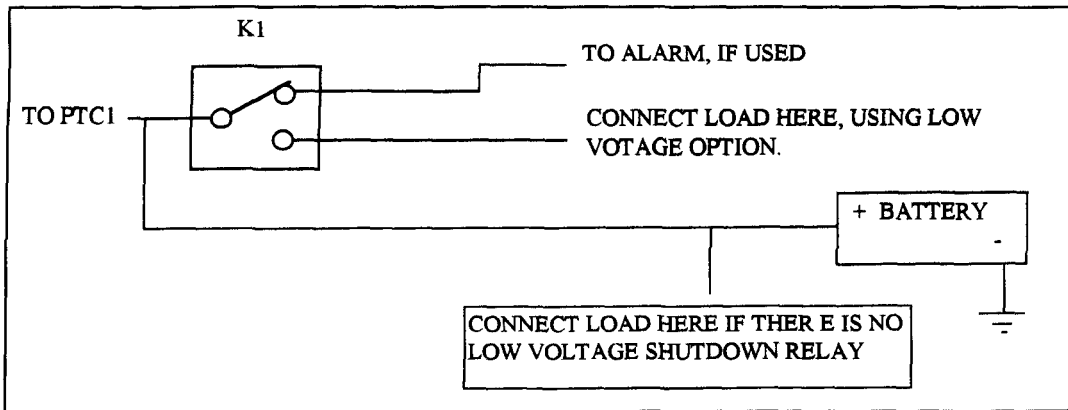 K1
TO ALARM, IF USED
TO PTC1
CONNECT LOAD HERE, USING LOW
VOTAGE OPTION.
+ BATTERY
-
CONNECT LOAD HERE IF THER E IS NO
LOW VOLTAGE SHUTDOWN RELAY